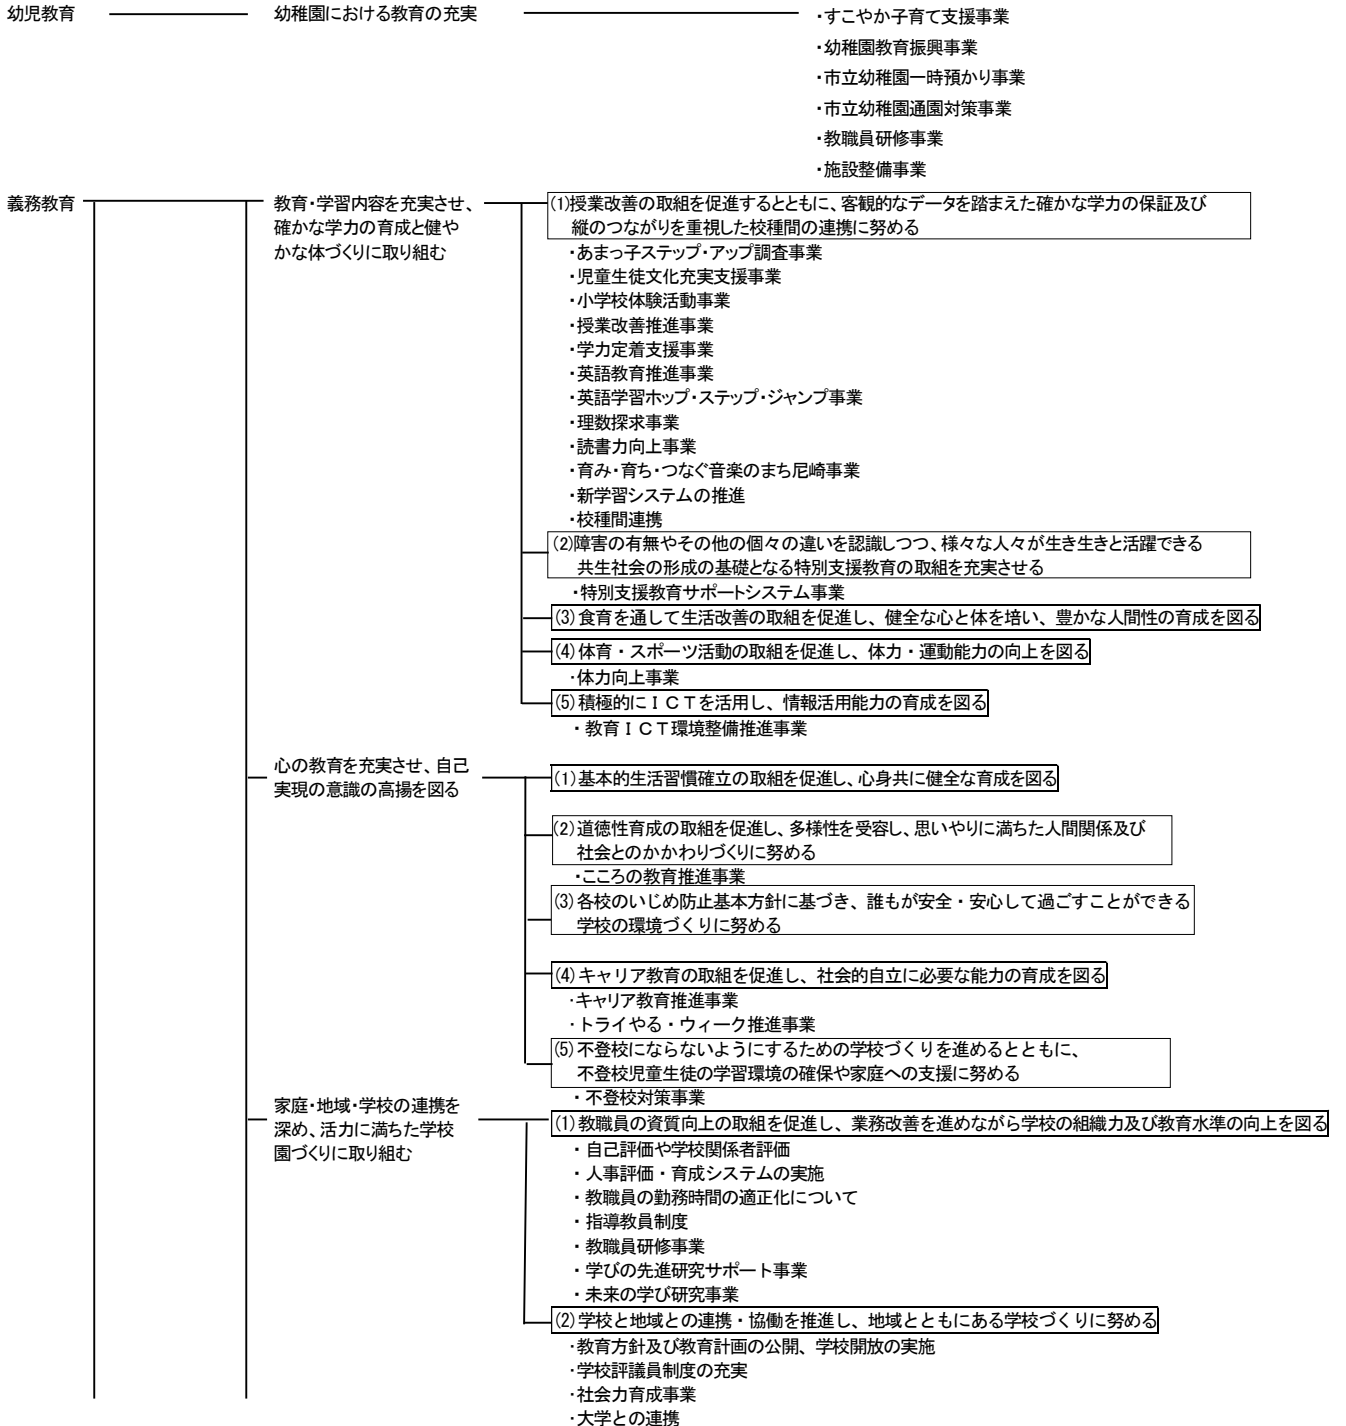 幼児教育
幼稚園における教育の充実
・すこやか子育て支援事業
・幼稚園教育振興事業
・市立幼稚園一時預かり事業
・市立幼稚園通園対策事業
・教職員研修事業
・施設整備事業
義務教育
教育・学習内容を充実させ、
確かな学力の育成と健や
かな体づくりに取り組む
(1)授業改善の取組を促進するとともに、客観的なデータを踏まえた確かな学力の保証及び
縦のつながりを重視した校種間の連携に努める
・あまっ子ステップ・アップ調査事業
・児童生徒文化充実支援事業
・小学校体験活動事業
・授業改善推進事業
・学力定着支援事業
・英語教育推進事業
・英語学習ホップ・ステップ・ジャンプ事業
・理数探求事業
・読書力向上事業
・育み・育ち・つなぐ音楽のまち尼崎事業
・新学習システムの推進
・校種間連携
(2)障害の有無やその他の個々の違いを認識しつつ、様々な人々が生き生きと活躍できる
共生社会の形成の基礎となる特別支援教育の取組を充実させる
・特別支援教育サポートシステム事業
(3)食育を通して生活改善の取組を促進し、健全な心と体を培い、豊かな人間性の育成を図る
(4)体育・スポーツ活動の取組を促進し、体力・運動能力の向上を図る
・体力向上事業
(5)積極的にＩＣＴを活用し、情報活用能力の育成を図る
・教育ＩＣＴ環境整備推進事業
心の教育を充実させ、自己
実現の意識の高揚を図る
(1)基本的生活習慣確立の取組を促進し、心身共に健全な育成を図る
(2)道徳性育成の取組を促進し、多様性を受容し、思いやりに満ちた人間関係及び
社会とのかかわりづくりに努める
・こころの教育推進事業
(3)各校のいじめ防止基本方針に基づき、誰もが安全・安心して過ごすことができる
学校の環境づくりに努める
(4)キャリア教育の取組を促進し、社会的自立に必要な能力の育成を図る
・キャリア教育推進事業
・トライやる・ウィーク推進事業
(5)不登校にならないようにするための学校づくりを進めるとともに、
不登校児童生徒の学習環境の確保や家庭への支援に努める
・不登校対策事業
家庭・地域・学校の連携を
深め、活力に満ちた学校
園づくりに取り組む
(1)教職員の資質向上の取組を促進し、業務改善を進めながら学校の組織力及び教育水準の向上を図る
・自己評価や学校関係者評価
・人事評価・育成システムの実施
・教職員の勤務時間の適正化について
・指導教員制度
・教職員研修事業
・学びの先進研究サポート事業
・未来の学び研究事業
(2)学校と地域との連携・協働を推進し、地域とともにある学校づくりに努める
・教育方針及び教育計画の公開、学校開放の実施
・学校評議員制度の充実
・社会力育成事業
・大学との連携